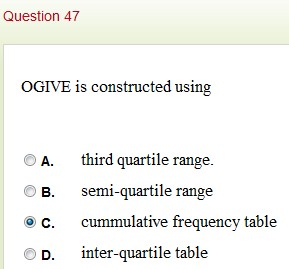 Question 47
OGIVE is constructed using
A. third quartile range.
B. semi-quartile range
C. cummulative frequency table
D. inter-quartile table